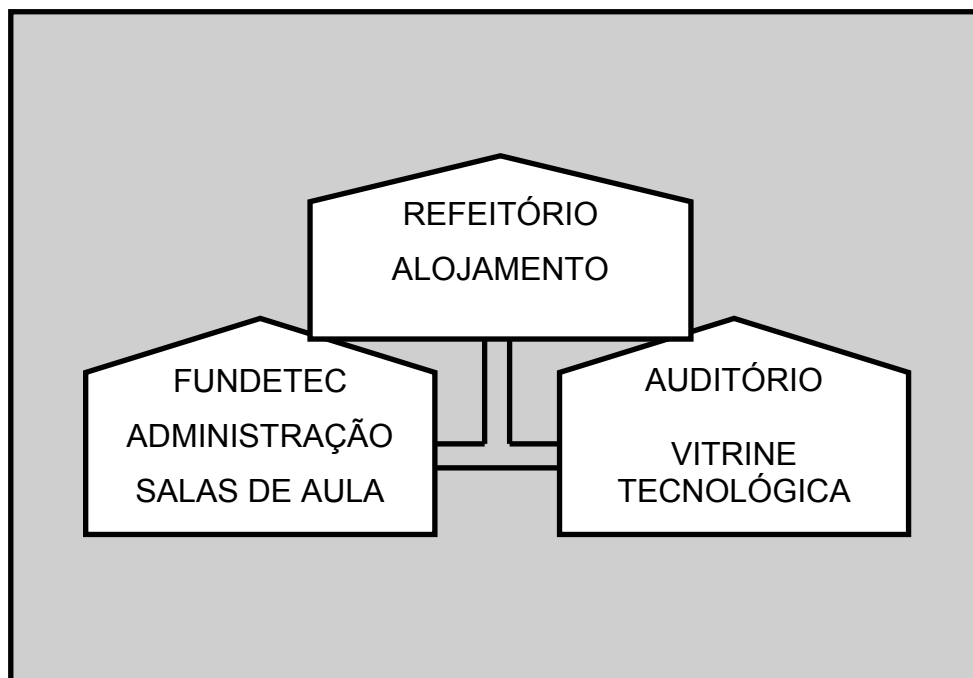 REFEITÓRIO
ALOJAMENTO
FUNDETEC
ADMINISTRAÇÃO
SALAS DE AULA
AUDITÓRIO
VITRINE
TECNOLÓGICA